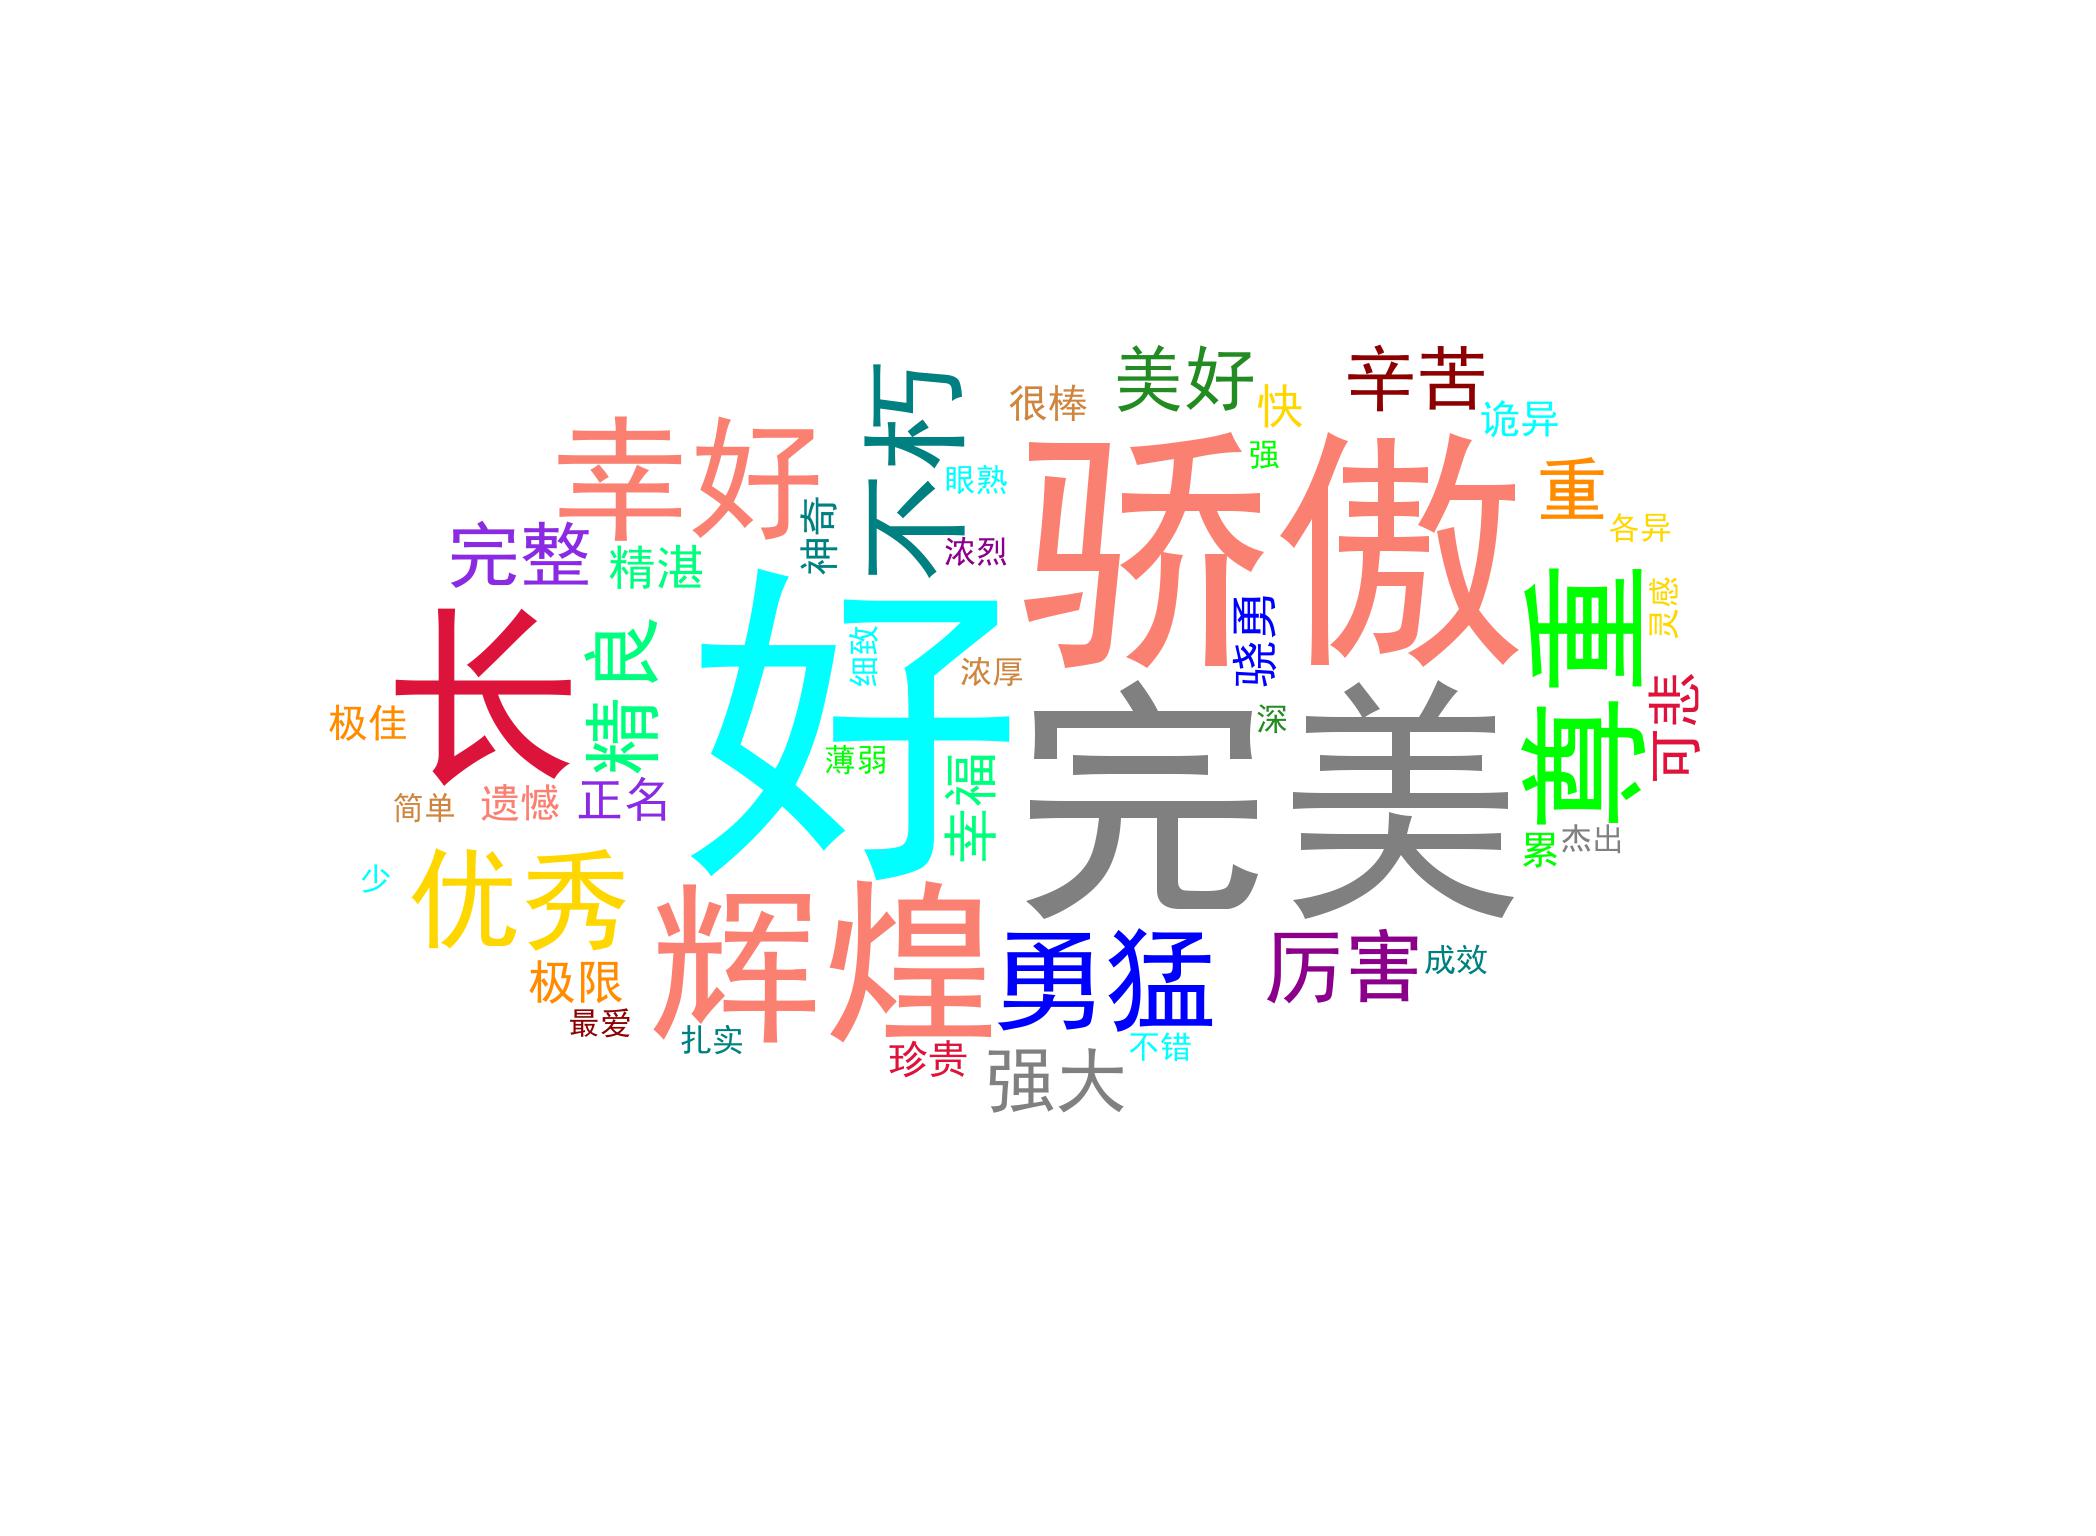 美好
辛苦
很棒
快
诡异
不朽
幸好
强
骄傲
眼熟
重
神奇
各异
完整
精湛
浓烈
长
精良
好
细致
骁勇
尊重
灵感
浓厚
极佳
深
完美
可悲
薄弱
简单
遗憾
正名
幸福
累
杰出
少
优秀
辉煌
勇猛
厉害
成效
极限
最爱
扎实
珍贵
不错
强大